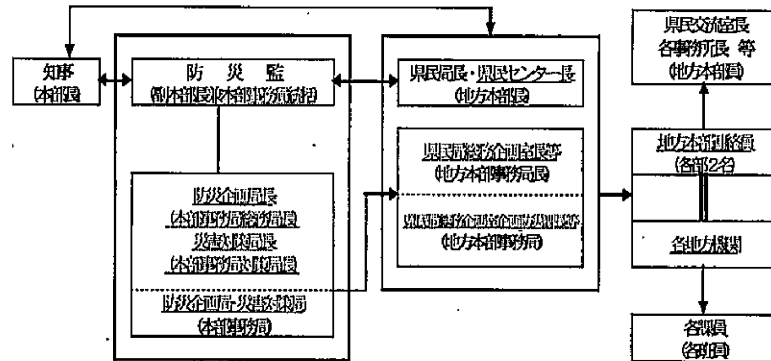 知事
(本部長)
防災監
(副本部長)(本部事務局統括)
防災企画局長
(本部事務局総務局長)
災害対策局長
(本部事務局対策局長)
防災企画局・災害対策局
(本部事務局)
県民局長・県民センター長
(地方本部長)
県民局総務企画室長等
(地方本部事務局長)
(地方本部事務局)
県民交流室長
各事務所長 等
(地方本部員)
地方本部連絡員
(各部2名)
各地方機関
各課員
(各班員)